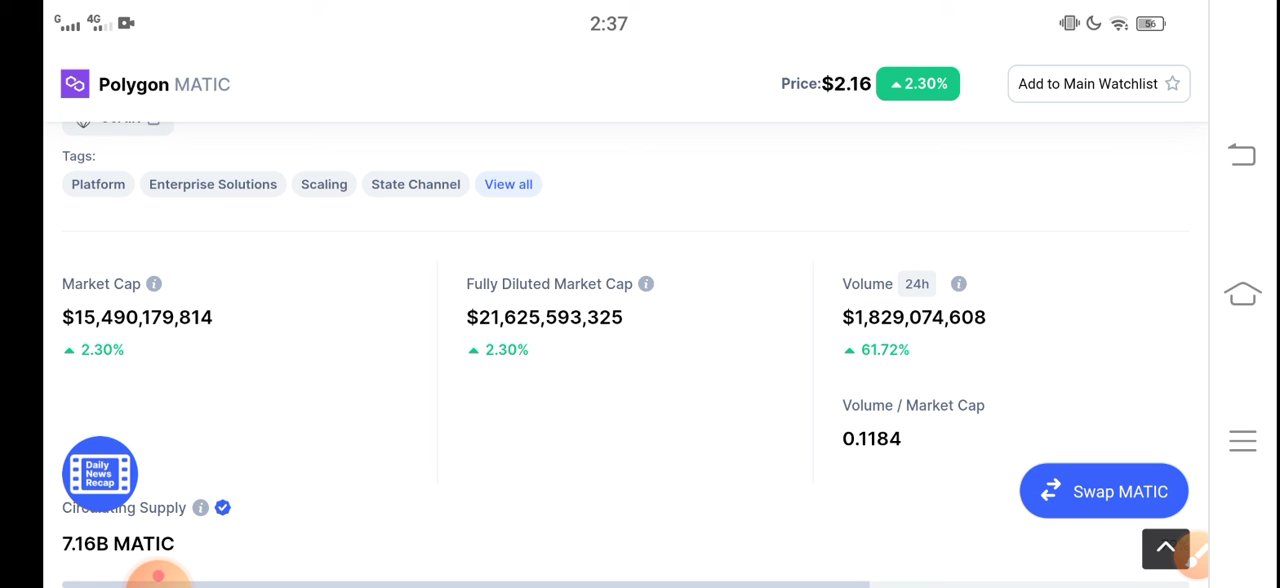 G 4G 2:37 56
Polygon MATIC Price:$2.16 2.30% Add to Main Watchlist
Tags:
Platform Enterprise Solutions Scaling State Channel View all
Market Cap Fully Diluted Market Cap Volume 24h
$15,490,179,814 $21,625,593,325 $1,829,074,608
2.30% 2.30% 61.72%
Volume / Market Cap
0.1184
Daily
News
Recap
Swap MATIC
Circulating Supply
7.16B MATIC